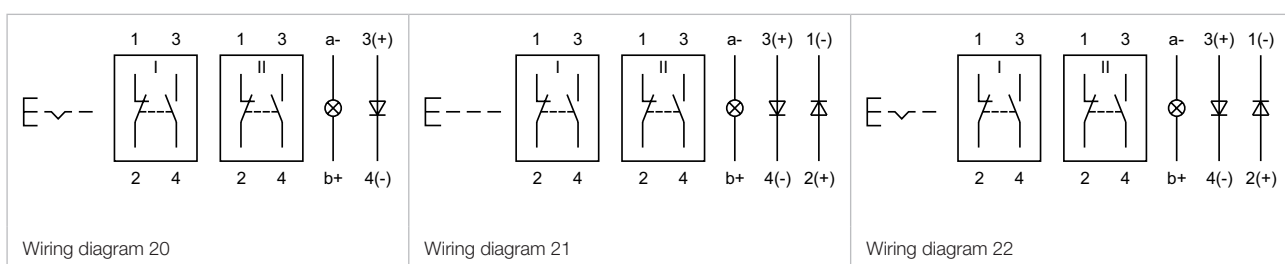 1 3 1 3 a- 3(+)
I II
2 4 2 4 b+ 4(-)
Wiring diagram 20
1 3 1 3 a- 3(+) 1(-)
I II
2 4 2 4 b+ 4(-) 2(+)
Wiring diagram 21
1 3 1 3 a- 3(+) 1(-)
I II
2 4 2 4 b+ 4(-) 2(+)
Wiring diagram 22